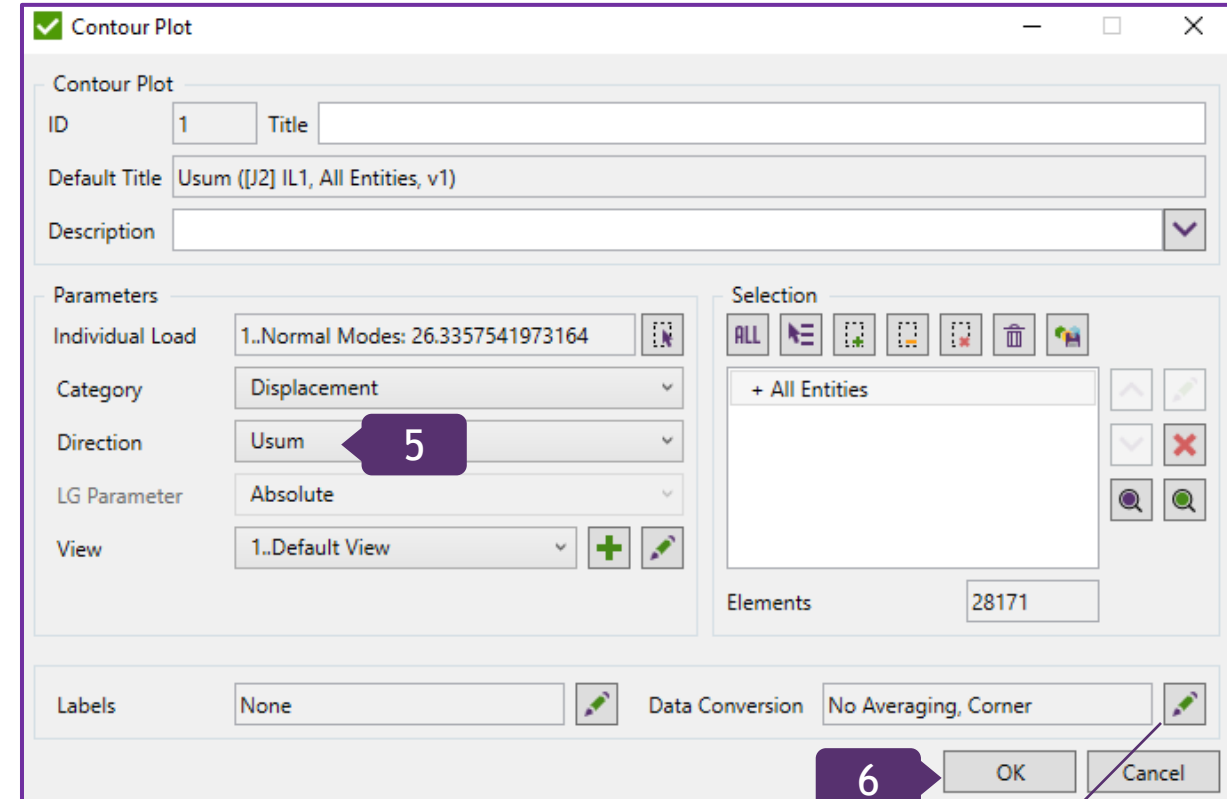 Contour Plot
Contour Plot
ID 1 Title
Default Title Usum ([J2] IL1, All Entities, v1)
Description
Parameters
Individual Load 1..Normal Modes: 26.3357541973164
Category Displacement
Direction Usum 5
LG Parameter Absolute
View 1..Default View
Selection
ALL
+ All Entities
Elements 28171
Labels None Data Conversion No Averaging, Corner
6 OK Cancel